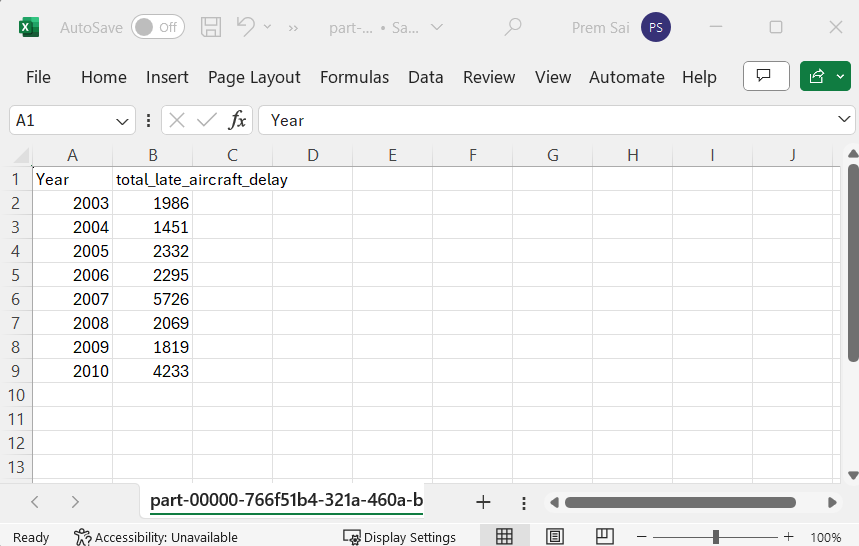 AutoSave Off part-... • Sa... Prem Sai PS
File Home Insert Page Layout Formulas Data Review View Automate Help
A1 fx Year
A B C D E F G H I J
1 Year total_late_aircraft_delay
2 2003 1986
3 2004 1451
4 2005 2332
5 2006 2295
6 2007 5726
7 2008 2069
8 2009 1819
9 2010 4233
10
11
12
13
part-00000-766f51b4-321a-460a-b
Ready Accessibility: Unavailable Display Settings 100%